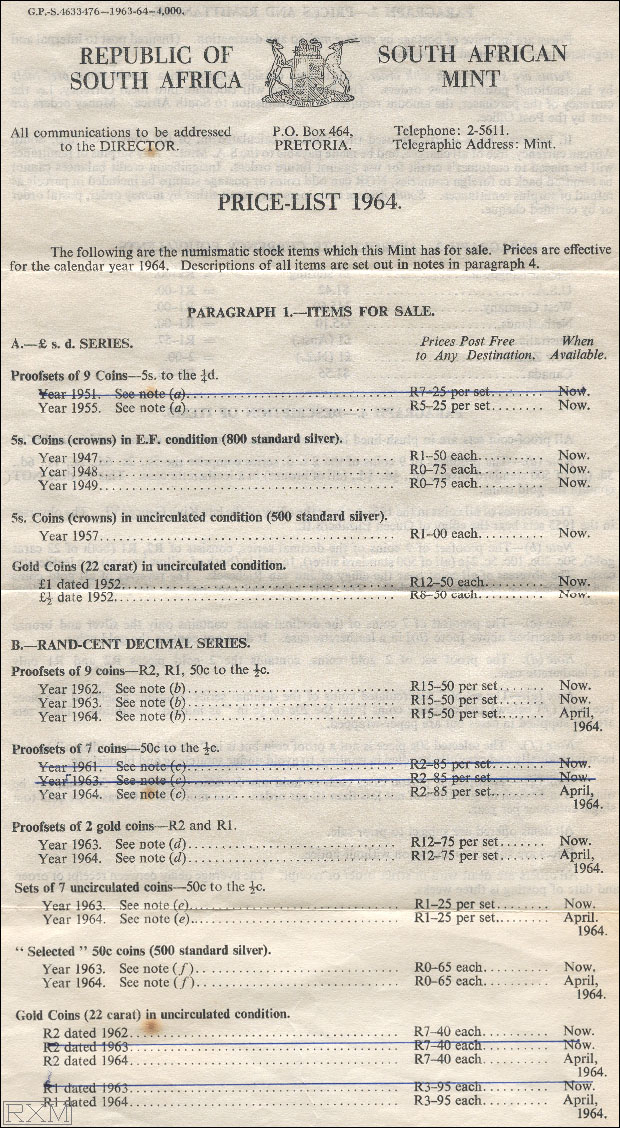 G.P.-S.4633476—1963-64—4,000.
REPUBLIC OF
SOUTH AFRICA
SOUTH AFRICAN
MINT
All communications to be addressed
to the DIRECTOR.
P.O. Box 464,
PRETORIA.
Telephone: 2-5611.
Telegraphic Address: Mint.
PRICE-LIST 1964.
The following are the numismatic stock items which this Mint has for sale. Prices are effective
for the calendar year 1964. Descriptions of all items are set out in notes in paragraph 4.
PARAGRAPH 1.—ITEMS FOR SALE.
A.—£ s. d. SERIES. Prices Post Free When
to Any Destination. Available.
Proofsets of 9 Coins—5s. to the ¼d.
Year 1951. See note (a) R7-25 per set Now.
Year 1955. See note (a) R5-25 per set Now.
5s. Coins (crowns) in E.F. condition (800 standard silver).
Year 1947 R1-50 each Now.
Year 1948 R0-75 each Now.
Year 1949 R0-75 each Now.
5s. Coins (crowns) in uncirculated condition (500 standard silver).
Year 1957 R1-00 each Now.
Gold Coins (22 carat) in uncirculated condition.
£1 dated 1952 R12-50 each Now.
£½ date 1952 R8-50 each Now.
B.—RAND-CENT DECIMAL SERIES.
Proofsets of 9 coins—R2, R1, 50c to the ½c.
Year 1962. See note (b) R15-50 per set Now.
Year 1963. See note (b) R15-50 per set Now.
Year 1964. See note (b) R15-50 per set April,
1964.
Proofsets of 7 coins—50c to the ½c.
Year 1961. See note (c) R2-85 per set Now.
Year 1963. See note (c) R2-85 per set Now.
Year 1964. See note (c) R2-85 per set April,
1964.
Proofsets of 2 gold coins—R2 and R1.
Year 1963. See note (d) R12-75 per set Now.
Year 1964. See note (d) R12-75 per set April,
1964.
Sets of 7 uncirculated coins—50c to the ½c.
Year 1963. See note (e) R1-25 per set Now.
Year 1964. See note (e) R1-25 per set April.
1964.
“ Selected ” 50c coins (500 standard silver).
Year 1963. See note (f) R0-65 each Now.
Year 1964. See note (f) R0-65 each April,
1964.
Gold Coins (22 carat) in uncirculated condition.
R2 dated 1962 R7-40 each Now.
R2 dated 1963 R7-40 each Now.
R2 dated 1964 R7-40 each April,
1964.
R1 dated 1963 R3-95 each Now.
R1 dated 1964 R3-95 each April,
1964.
RXM